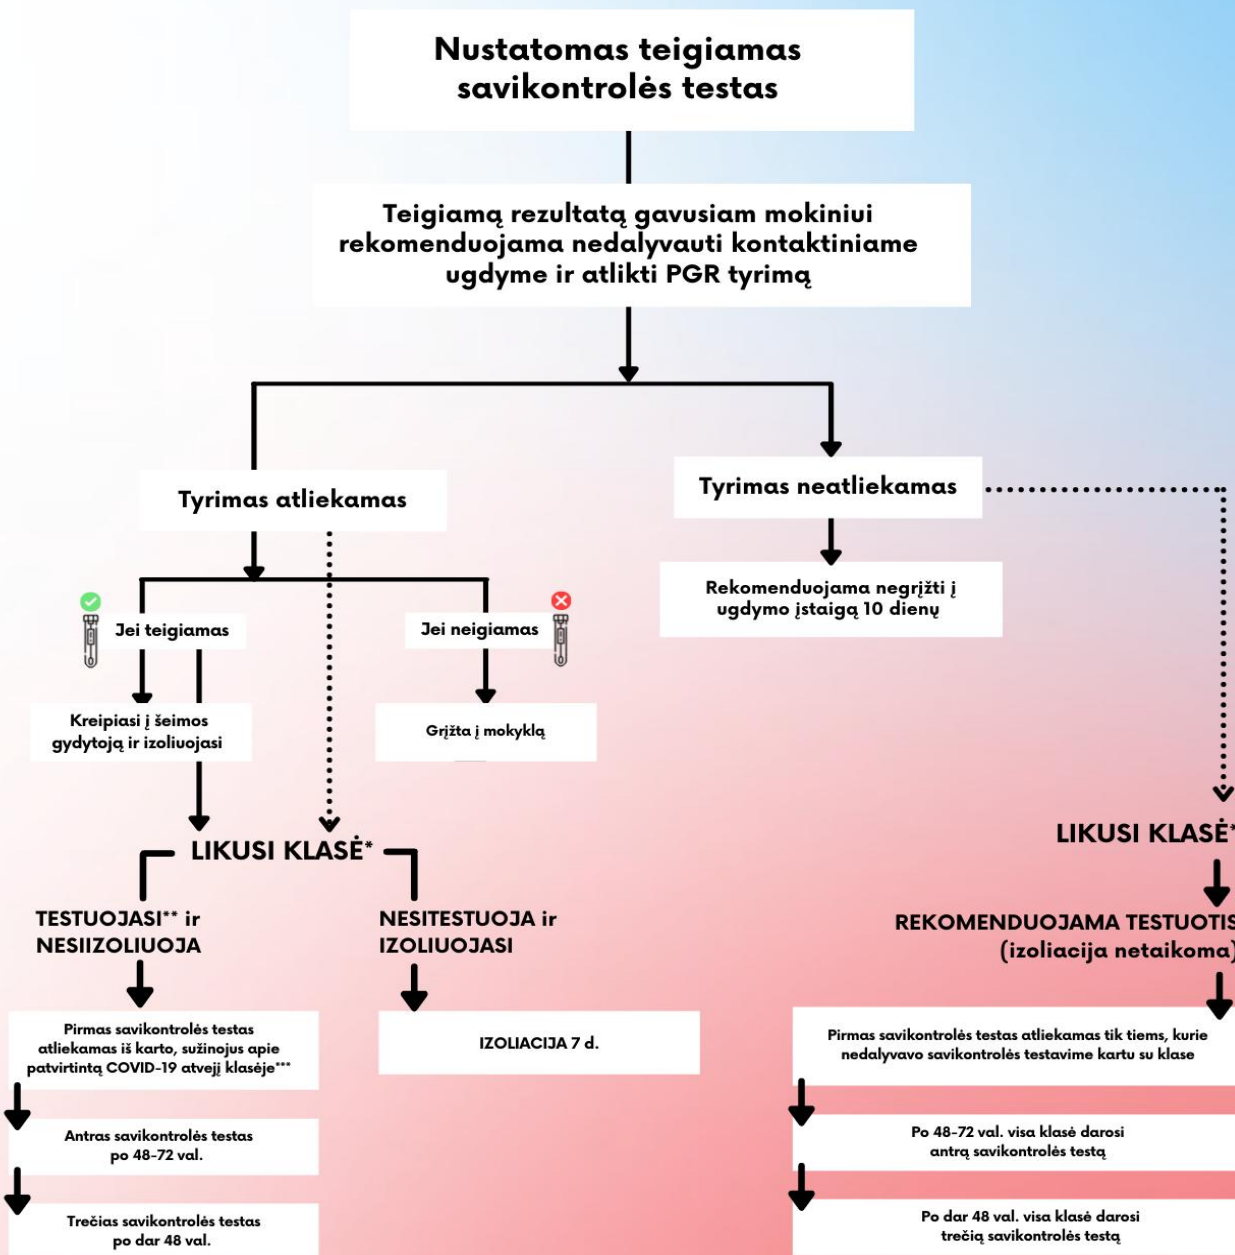 Nustatomas teigiamas
savikontrolės testas
Teigiamą rezultatą gavusiam mokiniui
rekomenduojama nedalyvauti kontaktiniame
ugdyme ir atlikti PGR tyrimą
Tyrimas atliekamas
Tyrimas neatliekamas
Rekomenduojama negrįžti į
ugdymo įstaigą 10 dienų
Jei teigiamas
Jei neigiamas
Kreipiasi į šeimos
gydytoją ir izoliuojasi
Grįžta į mokyklą
LIKUSI KLASĖ*
TESTUOJASI** ir
NESIIZOLIUOJA
NESITESTUOJA ir
IZOLIUOJASI
Pirmas savikontrolės testas
atliekamas iš karto, sužinojus apie
patvirtintą COVID-19 atvejį klasėje***
IZOLIACIJA 7 d.
Antras savikontrolės testas
po 48-72 val.
Trečias savikontrolės testas
po dar 48 val.
LIKUSI KLASĖ*
REKOMENDUOJAMA TESTUOTIS
(izoliacija netaikoma)
Pirmas savikontrolės testas atliekamas tik tiems, kurie
nedalyvavo savikontrolės testavime kartu su klase
Po 48-72 val. visa klasė darosi
antrą savikontrolės testą
Po dar 48 val. visa klasė darosi
trečią savikontrolės testą